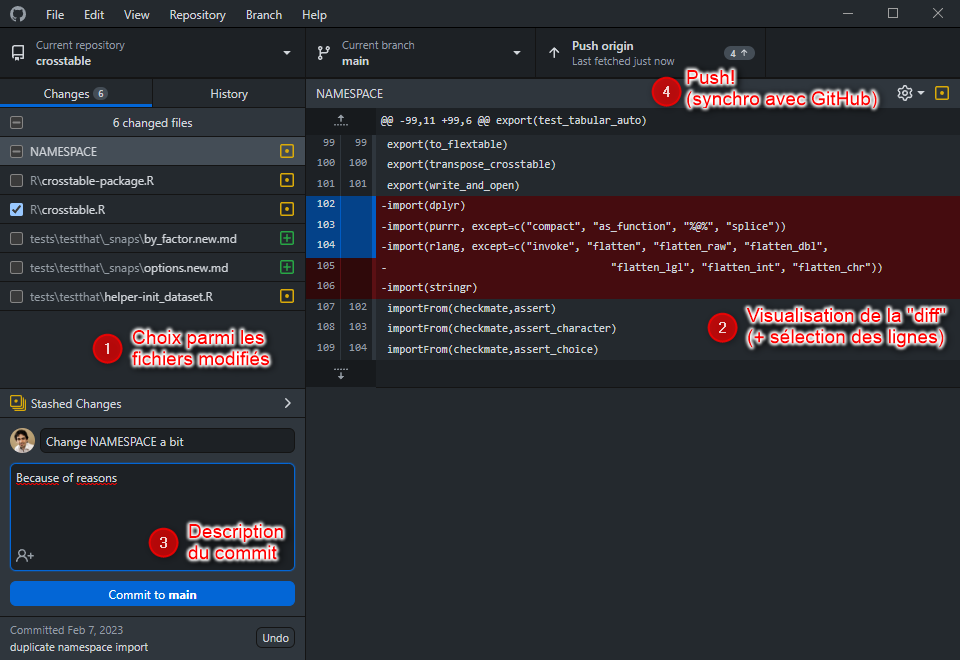 File Edit View Repository Branch Help
Current repository
crosstable
Current branch
main
Push origin
Last fetched just now
4
Changes 6
History
6 changed files
NAMESPACE
R\crosstable-package.R
R\crosstable.R
tests\testthat\_snaps\by_factor.new.md
tests\testthat\_snaps\options.new.md
tests\testthat\helper-init_dataset.R
1 Choix parmi les
fichiers modifiés
Stashed Changes
Change NAMESPACE a bit
Because of reasons
3 Description
du commit
Commit to main
Committed Feb 7, 2023
duplicate namespace import
Undo
NAMESPACE
4 Push!
(synchro avec GitHub)
@@ -99,11 +99,6 @@ export(test_tabular_auto)
99 99 export(to_flextable)
100 100 export(transpose_crosstable)
101 101 export(write_and_open)
102 -import(dplyr)
103 -import(purrr, except=c("compact", "as_function", "%@%", "splice"))
104 -import(rlang, except=c("invoke", "flatten", "flatten_raw", "flatten_dbl",
105 - "flatten_lgl", "flatten_int", "flatten_chr"))
106 -import(stringr)
107 102 importFrom(checkmate,assert)
108 103 importFrom(checkmate,assert_character)
109 104 importFrom(checkmate,assert_choice)
2 Visualisation de la "diff"
(+ sélection des lignes)